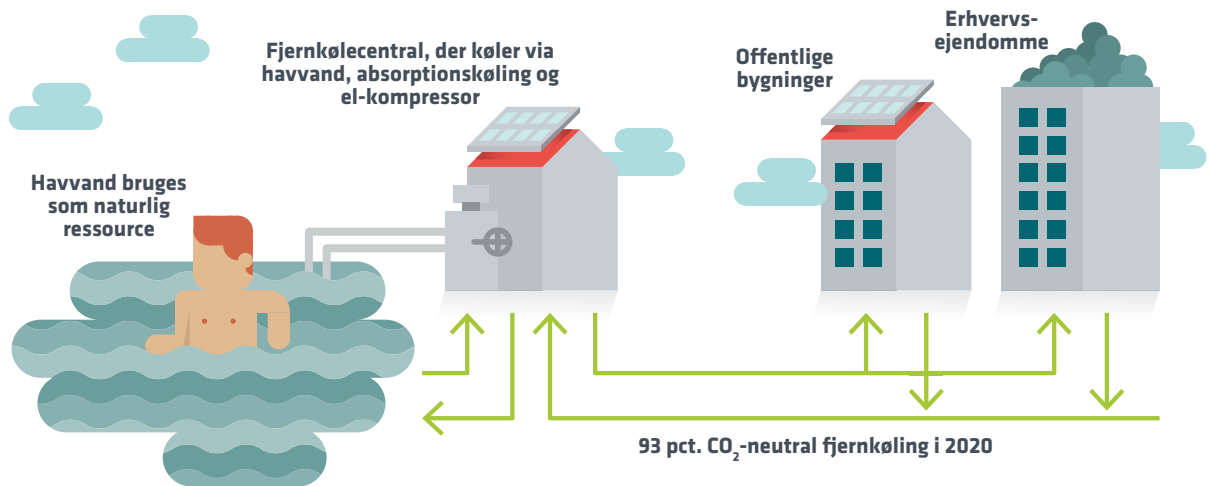 Fjernkølecentral, der køler via
havvand, absorptionskøling og
el-kompressor
Offentlige
bygninger
Erhvervs-
ejendomme
Havvand bruges
som naturlig
ressource
93 pct. CO₂-neutral fjernkøling i 2020